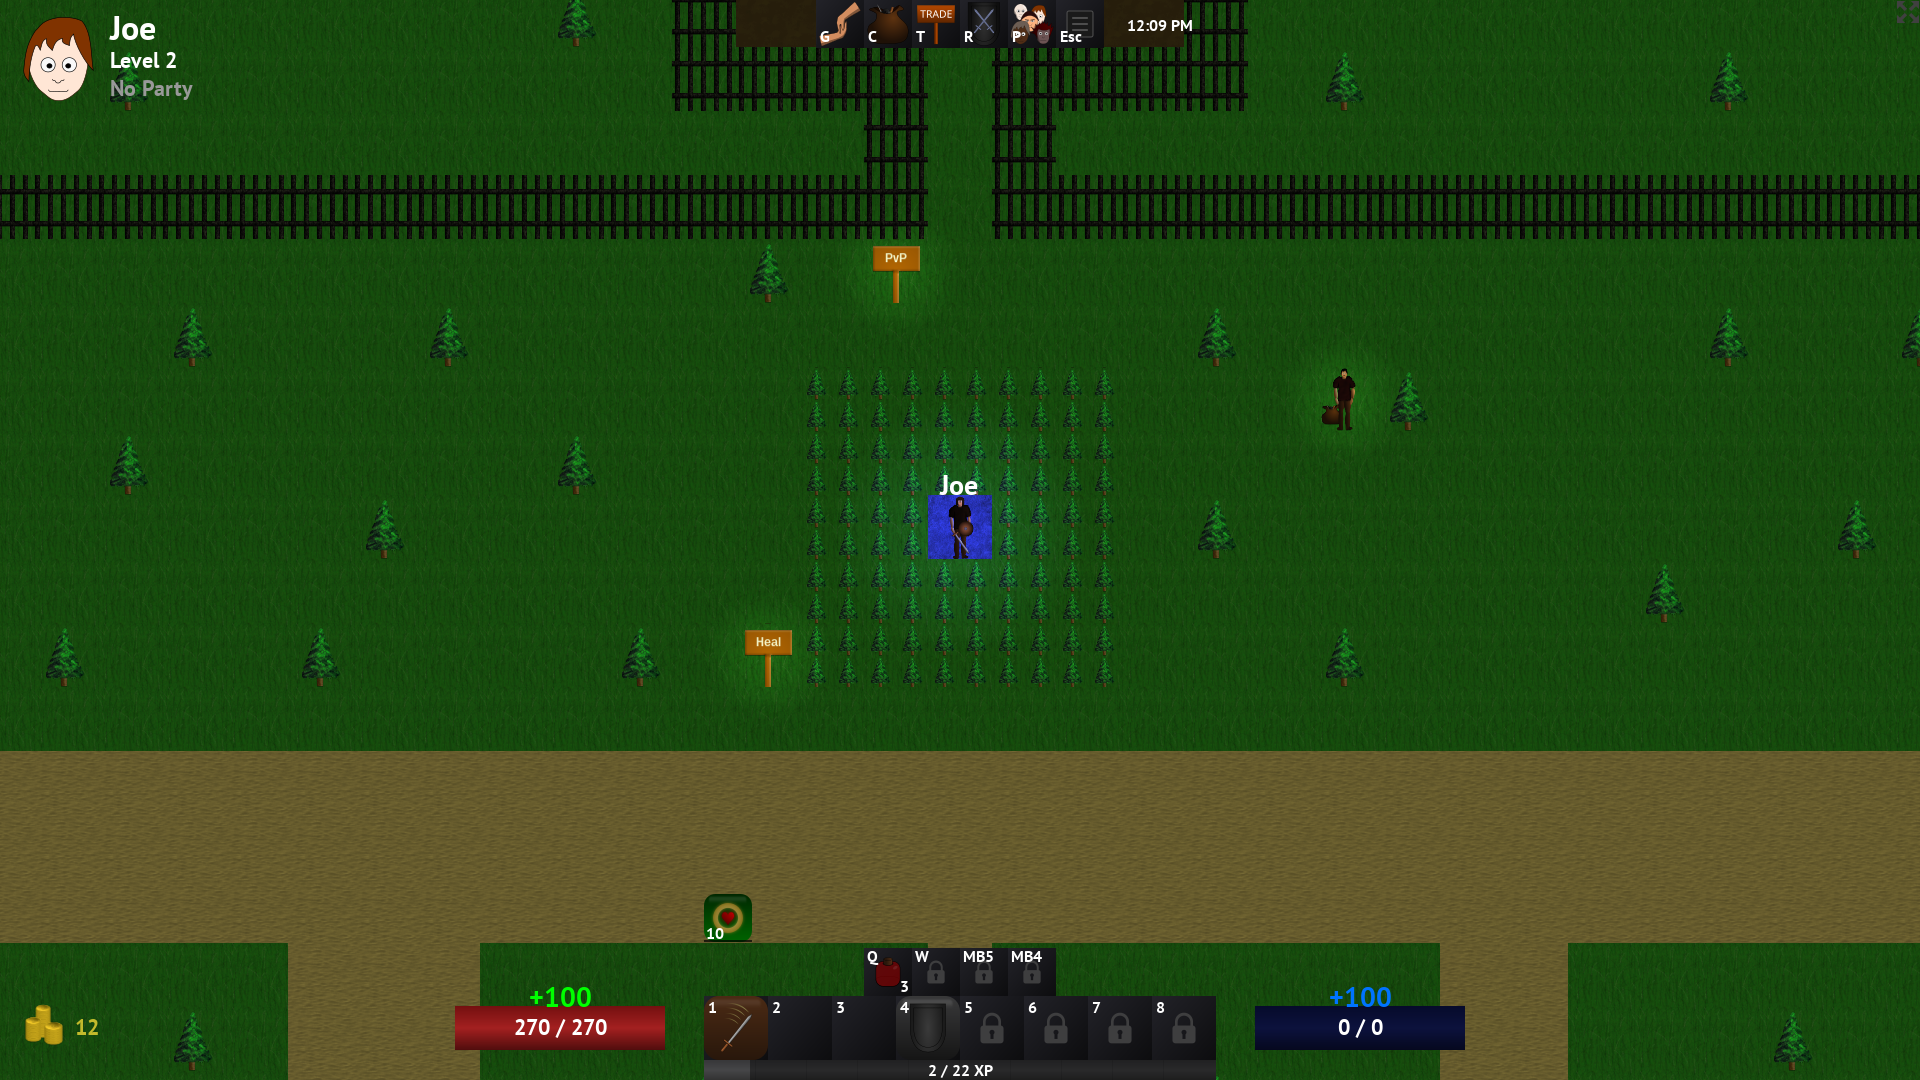 Joe
Level 2
No Party
G
C
T
TRADE
R
P
Esc
12:09 PM
PvP
Joe
Heal
10
Q
3
W
MB5
MB4
+100
270 / 270
12
1
2
3
4
5
6
7
8
+100
0 / 0
2 / 22 XP